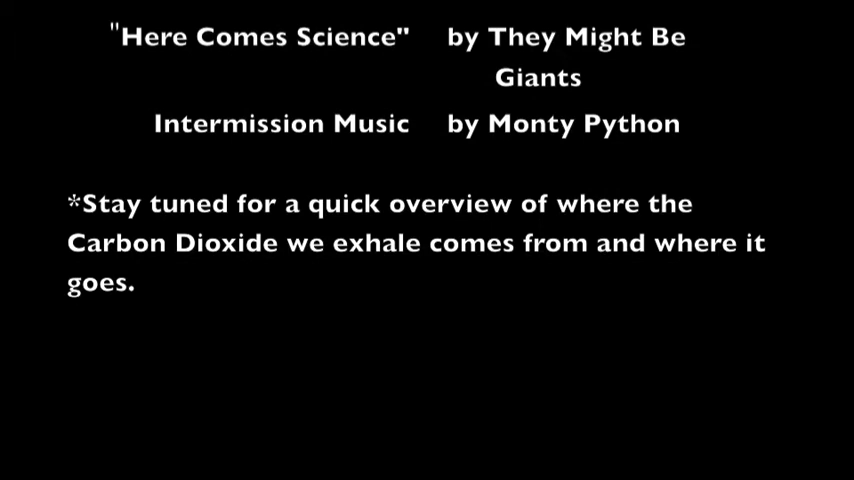 "Here Comes Science" by They Might Be
Giants
Intermission Music by Monty Python
*Stay tuned for a quick overview of where the
Carbon Dioxide we exhale comes from and where it
goes.